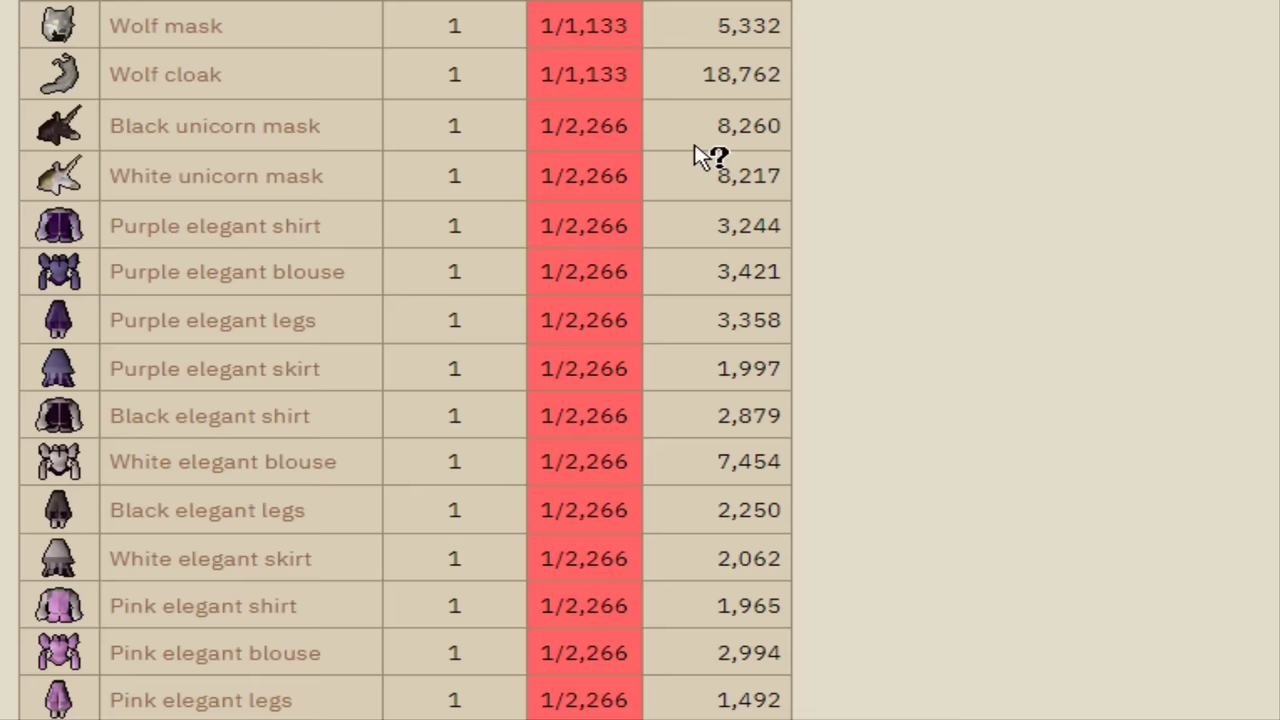 Wolf mask 1 1/1,133 5,332
Wolf cloak 1 1/1,133 18,762
Black unicorn mask 1 1/2,266 8,260
White unicorn mask 1 1/2,266 8,217
Purple elegant shirt 1 1/2,266 3,244
Purple elegant blouse 1 1/2,266 3,421
Purple elegant legs 1 1/2,266 3,358
Purple elegant skirt 1 1/2,266 1,997
Black elegant shirt 1 1/2,266 2,879
White elegant blouse 1 1/2,266 7,454
Black elegant legs 1 1/2,266 2,250
White elegant skirt 1 1/2,266 2,062
Pink elegant shirt 1 1/2,266 1,965
Pink elegant blouse 1 1/2,266 2,994
Pink elegant legs 1 1/2,266 1,492